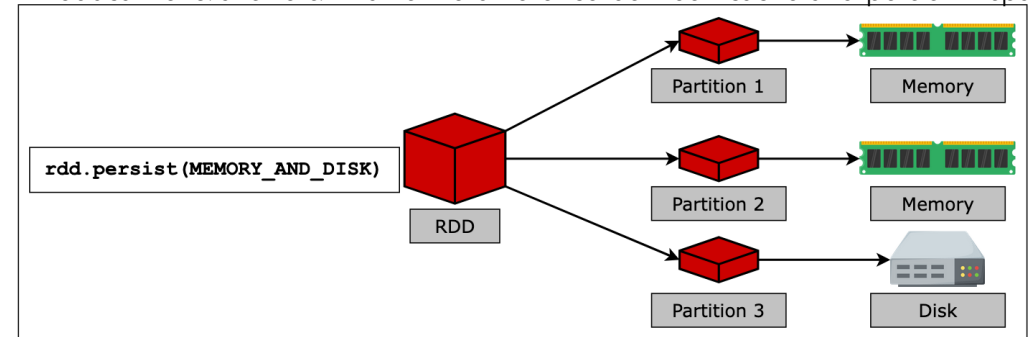 Partition 1
Memory
rdd.persist(MEMORY_AND_DISK)
RDD
Partition 2
Memory
Partition 3
Disk